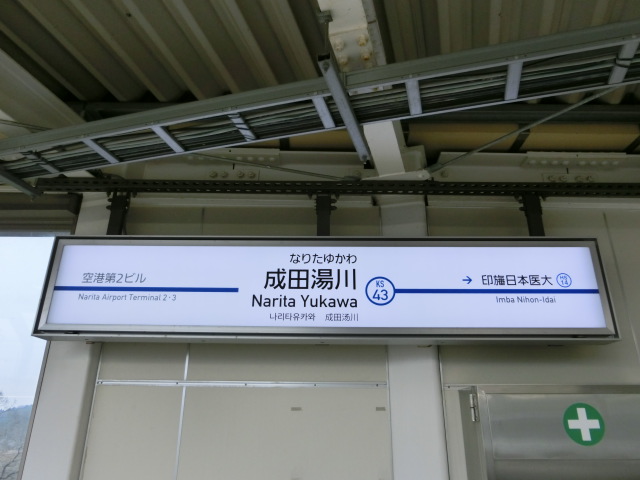 空港第2ビル
Narita Airport Terminal 2・3
なりたゆかわ
成田湯川
Narita Yukawa
나리타유카와 成田汤川
KS
43
→ 印旛日本医大
HS
14
Imba Nihon-Idai